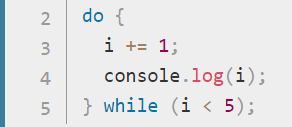 2 do {
3   i += 1;
4   console.log(i);
5 } while (i < 5);